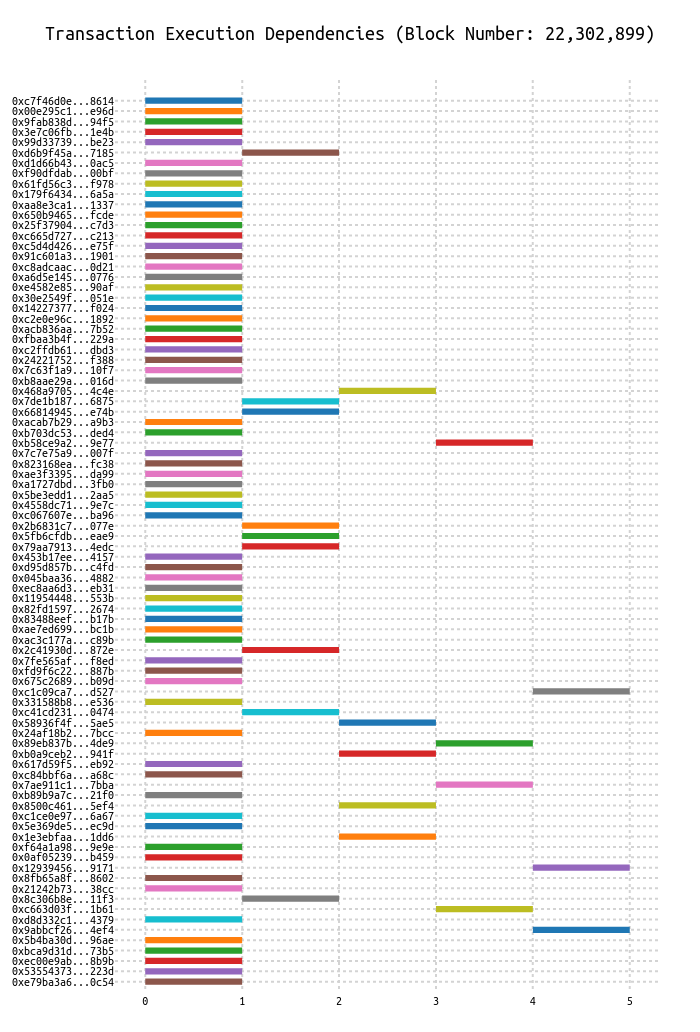 Transaction Execution Dependencies (Block Number: 22,302,899)
0xc7f46d0e...8614
0x00e295c1...e96d
0x9fab838d...94f5
0x3e7c06fb...1e4b
0x99d33739...be23
0xd6b9f45a...7185
0xd1d66b43...0ac5
0xf90dfdab...00bf
0x61fd56c3...f978
0x179f6434...6a5a
0xaa8e3ca1...1337
0x650b9465...fcde
0x25f37904...c7d3
0xc665d727...c213
0xc5d4d426...e75f
0x91c601a3...1901
0xc8adcaac...0d21
0xa6d5e145...0776
0xe4582e85...90af
0x30e2549f...051e
0x14227377...f024
0xc2e0e96c...1892
0xacb836aa...7b52
0xfbaa3b4f...229a
0xc2ffdb61...dbd3
0x24221752...f388
0x7c63f1a9...10f7
0xb8aae29a...016d
0x468a9705...4c4e
0x7de1b187...6875
0x66814945...e74b
0xacab7b29...a9b3
0xb703dc53...ded4
0xb58ce9a2...9e77
0x7c7e75a9...007f
0x823168ea...fc38
0xae3f3395...da99
0xa1727dbd...3fb0
0x5be3edd1...2aa5
0x4558dc71...9e7c
0xc067607e...ba96
0x2b6831c7...077e
0x5fb6cfdb...eae9
0x79aa7913...4edc
0x453b17ee...4157
0xd95d857b...c4fd
0x045baa36...4882
0xec8aa6d3...eb31
0x11954448...553b
0x82fd1597...2674
0x83488eef...b17b
0xae7ed699...bc1b
0xac3c177a...c89b
0x2c41930d...872e
0x7fe565af...f8ed
0xfd9f6c22...887b
0x675c2689...b09d
0xc1c09ca7...d527
0x331588b8...e536
0xc41cd231...0474
0x58936f4f...5ae5
0x24af18b2...7bcc
0x89eb837b...4de9
0xb0a9ceb2...941f
0x617d59f5...eb92
0xc84bbf6a...a68c
0x7ae911c1...7bba
0xb89b9a7c...21f0
0x8500c461...5ef4
0xc1ce0e97...6a67
0x5e369de5...ec9d
0x1e3ebfaa...1dd6
0xf64a1a98...9e9e
0x0af05239...b459
0x12939456...9171
0x8fb65a8f...8602
0x21242b73...38cc
0x8c306b8e...11f3
0xc663d03f...1b61
0xd8d332c1...4379
0x9abbcf26...4ef4
0x5b4ba30d...96ae
0xbca9d31d...73b5
0xec00e9ab...8b9b
0x53554373...223d
0xe79ba3a6...0c54
0 1 2 3 4 5